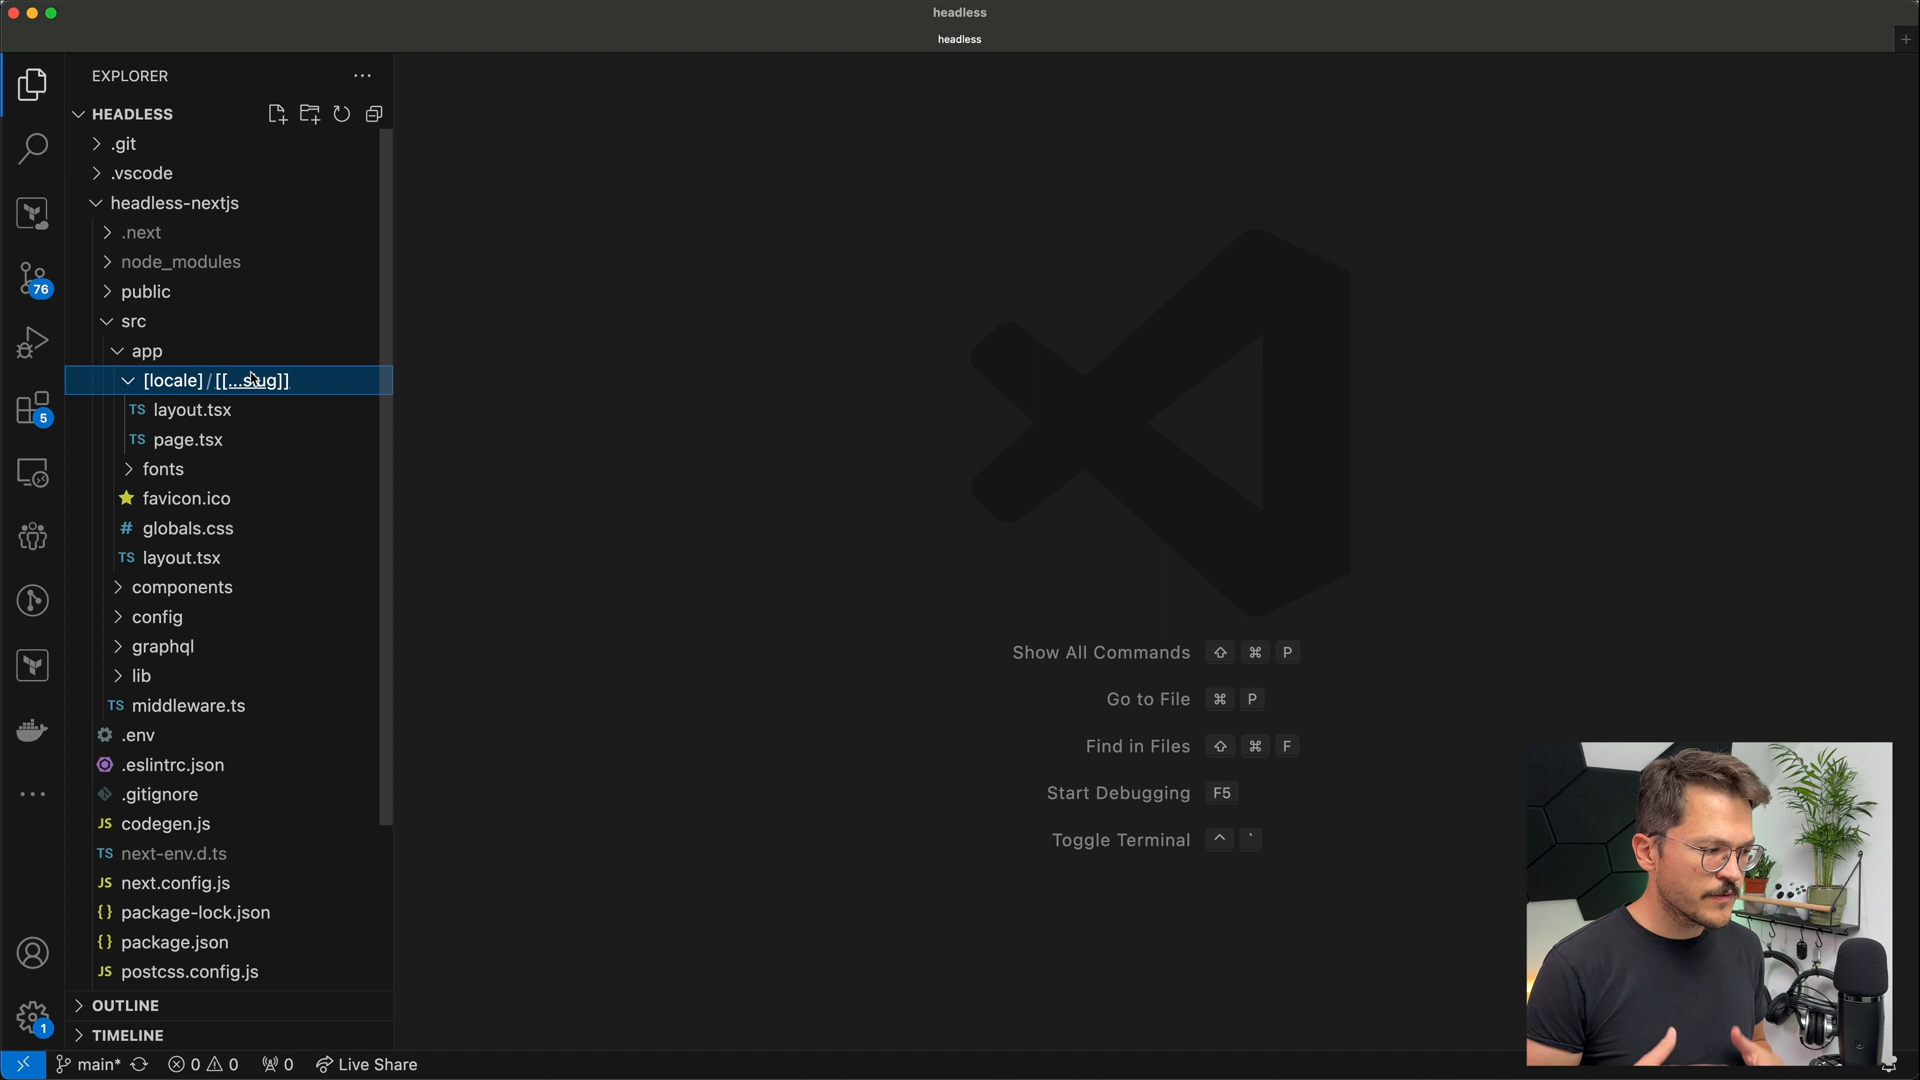 headless
headless
EXPLORER
HEADLESS
.git
.vscode
headless-nextjs
.next
node_modules
public
src
app
[locale] / [[...slug]]
TS layout.tsx
TS page.tsx
fonts
favicon.ico
# globals.css
TS layout.tsx
components
config
graphql
lib
TS middleware.ts
.env
.eslintrc.json
.gitignore
JS codegen.js
TS next-env.d.ts
JS next.config.js
{} package-lock.json
{} package.json
JS postcss.config.js
OUTLINE
TIMELINE
76
5
1
Show All Commands ⇧ ⌘ P
Go to File ⌘ P
Find in Files ⇧ ⌘ F
Start Debugging F5
Toggle Terminal ^ `
main* 0 0 0 Live Share